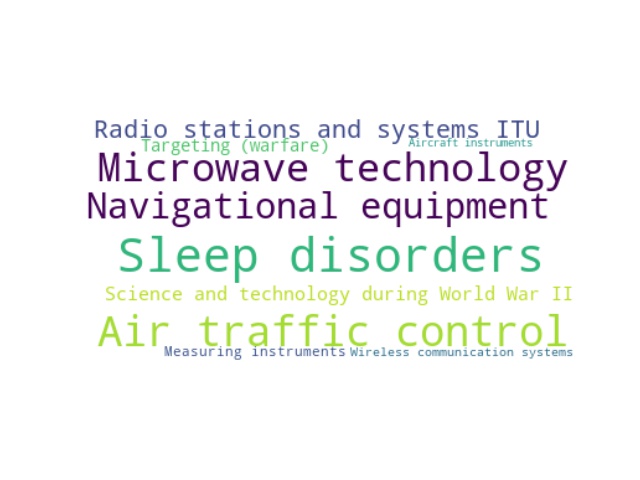 Radio stations and systems ITU
Targeting (warfare)
Aircraft instruments
Microwave technology
Navigational equipment
Sleep disorders
Science and technology during World War II
Air traffic control
Measuring instruments
Wireless communication systems